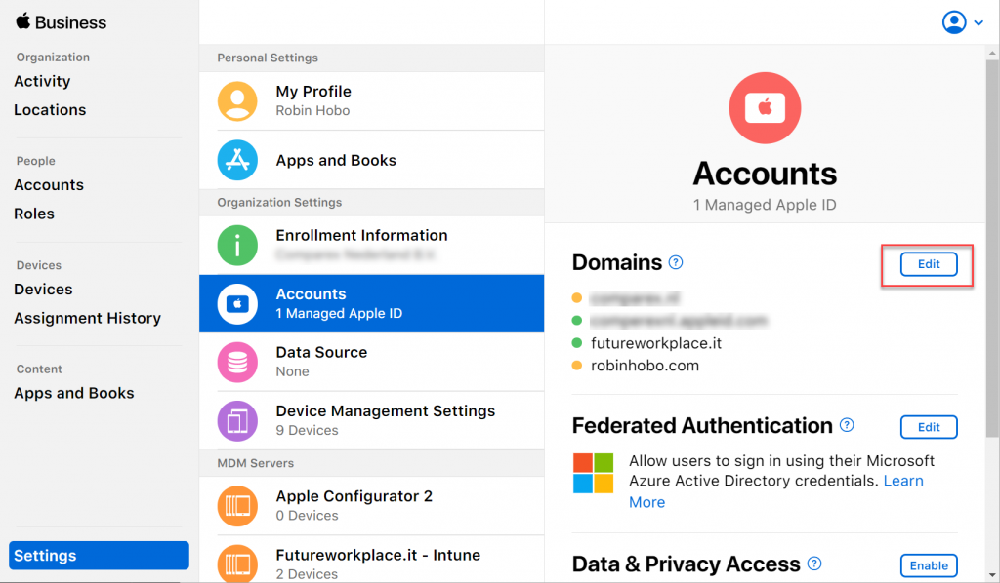 Business
Organization
Activity
Locations
People
Accounts
Roles
Devices
Devices
Assignment History
Content
Apps and Books
Settings
Personal Settings
My Profile
Robin Hobo
Apps and Books
Organization Settings
Enrollment Information
Accounts
1 Managed Apple ID
Data Source
None
Device Management Settings
9 Devices
MDM Servers
Apple Configurator 2
0 Devices
Futureworkplace.it - Intune
2 Devices
Accounts
1 Managed Apple ID
Domains ?
Edit
futureworkplace.it
robinhobo.com
Federated Authentication ?
Edit
Allow users to sign in using their Microsoft
Azure Active Directory credentials. Learn
More
Data & Privacy Access ?
Enable